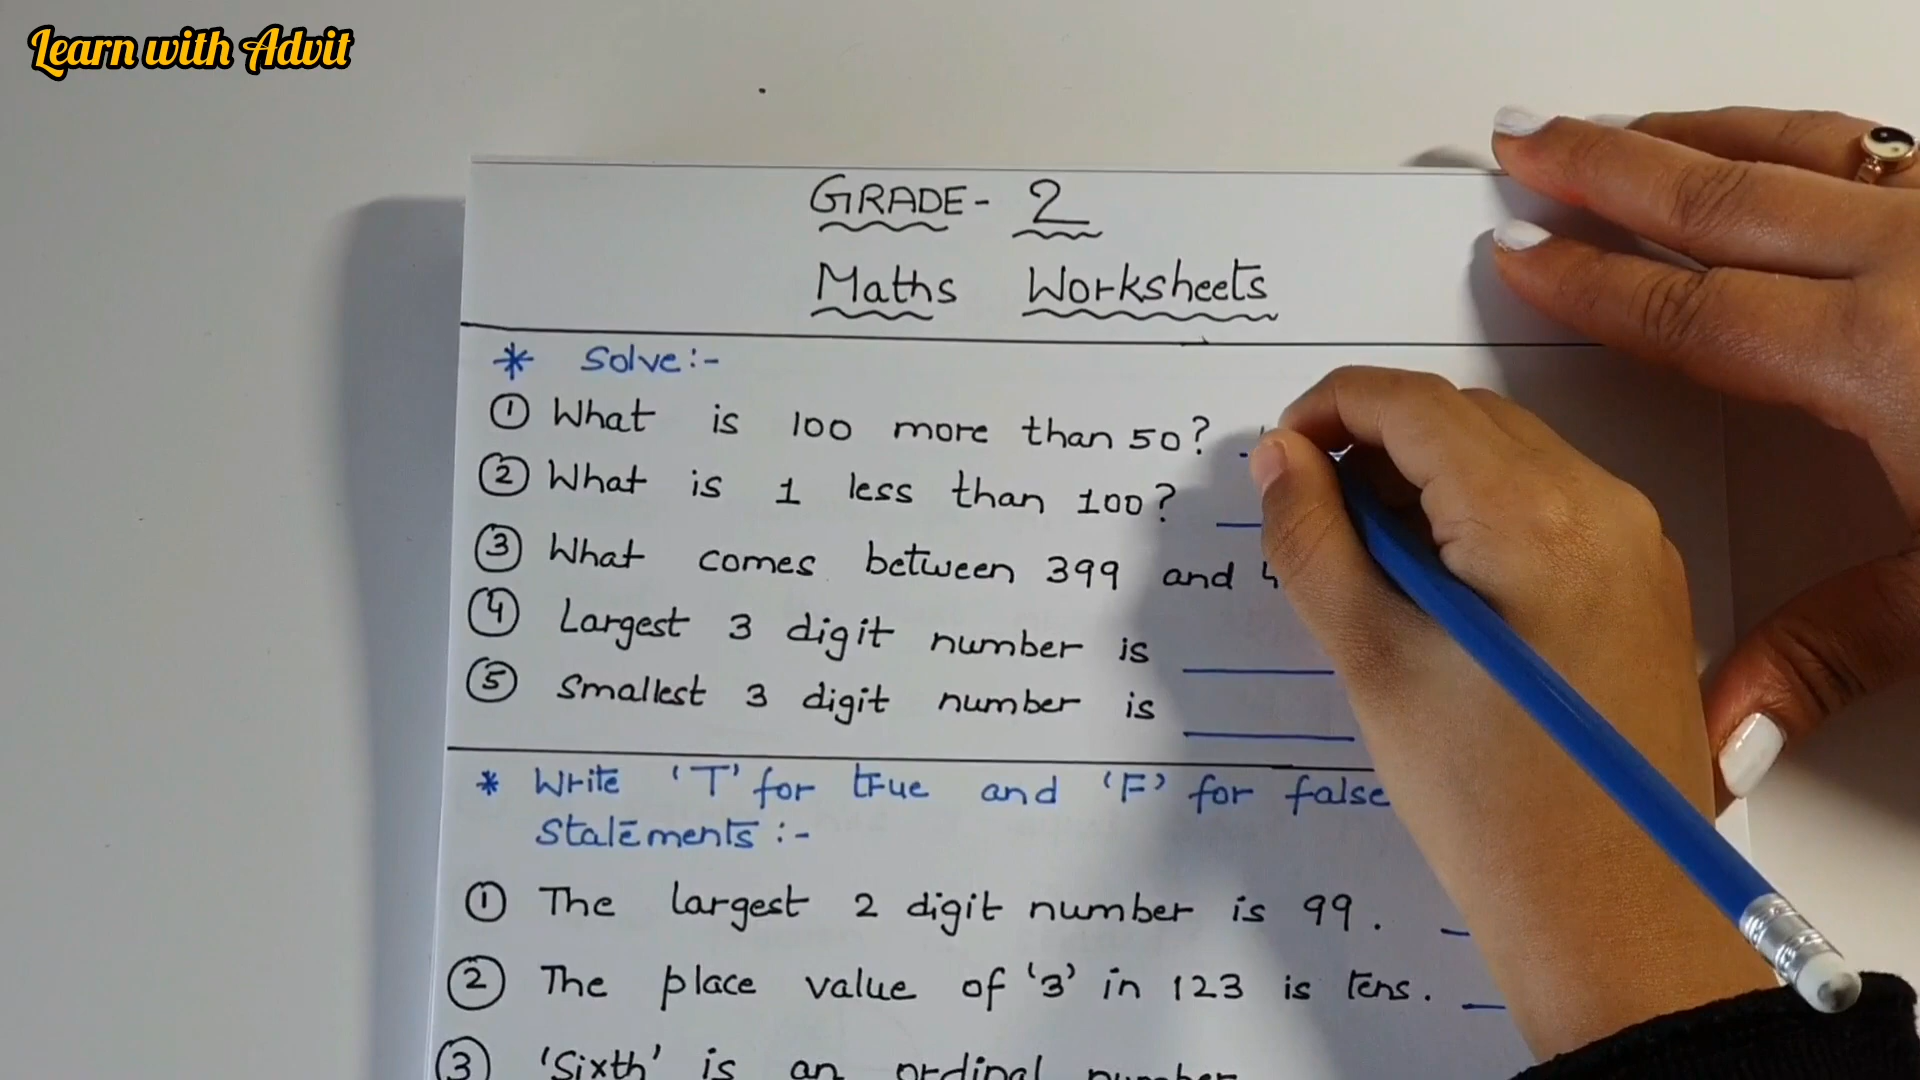 Learn with Advit
GRADE- 2
Maths Worksheets
* Solve:-
① What is 100 more than 50?
② What is 1 less than 100?
③ What comes between 399 and
④ Largest 3 digit number is
⑤ Smallest 3 digit number is
* Write 'T' for true and 'F' for false
statements:-
① The largest 2 digit number is 99.
② The place value of '3' in 123 is tens.
③ 'Sixth' is an ordinal number